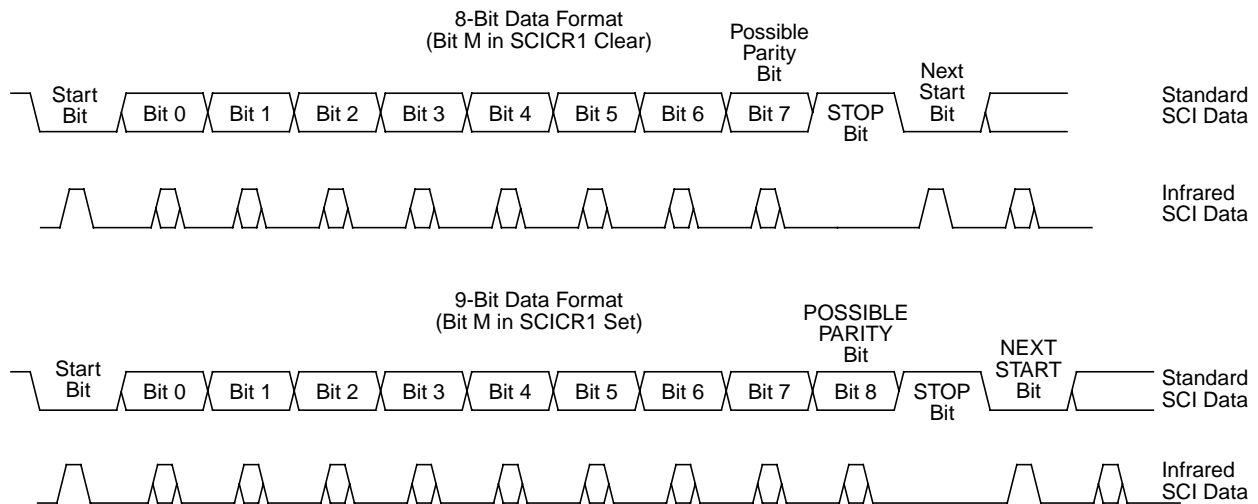 8-Bit Data Format
(Bit M in SCICR1 Clear)
Possible
Parity
Bit
Start
Bit
Bit 0
Bit 1
Bit 2
Bit 3
Bit 4
Bit 5
Bit 6
Bit 7
STOP
Bit
Next
Start
Bit
Standard
SCI Data
Infrared
SCI Data
9-Bit Data Format
(Bit M in SCICR1 Set)
POSSIBLE
PARITY
Bit
Start
Bit
Bit 0
Bit 1
Bit 2
Bit 3
Bit 4
Bit 5
Bit 6
Bit 7
Bit 8
STOP
Bit
NEXT
START
Bit
Standard
SCI Data
Infrared
SCI Data